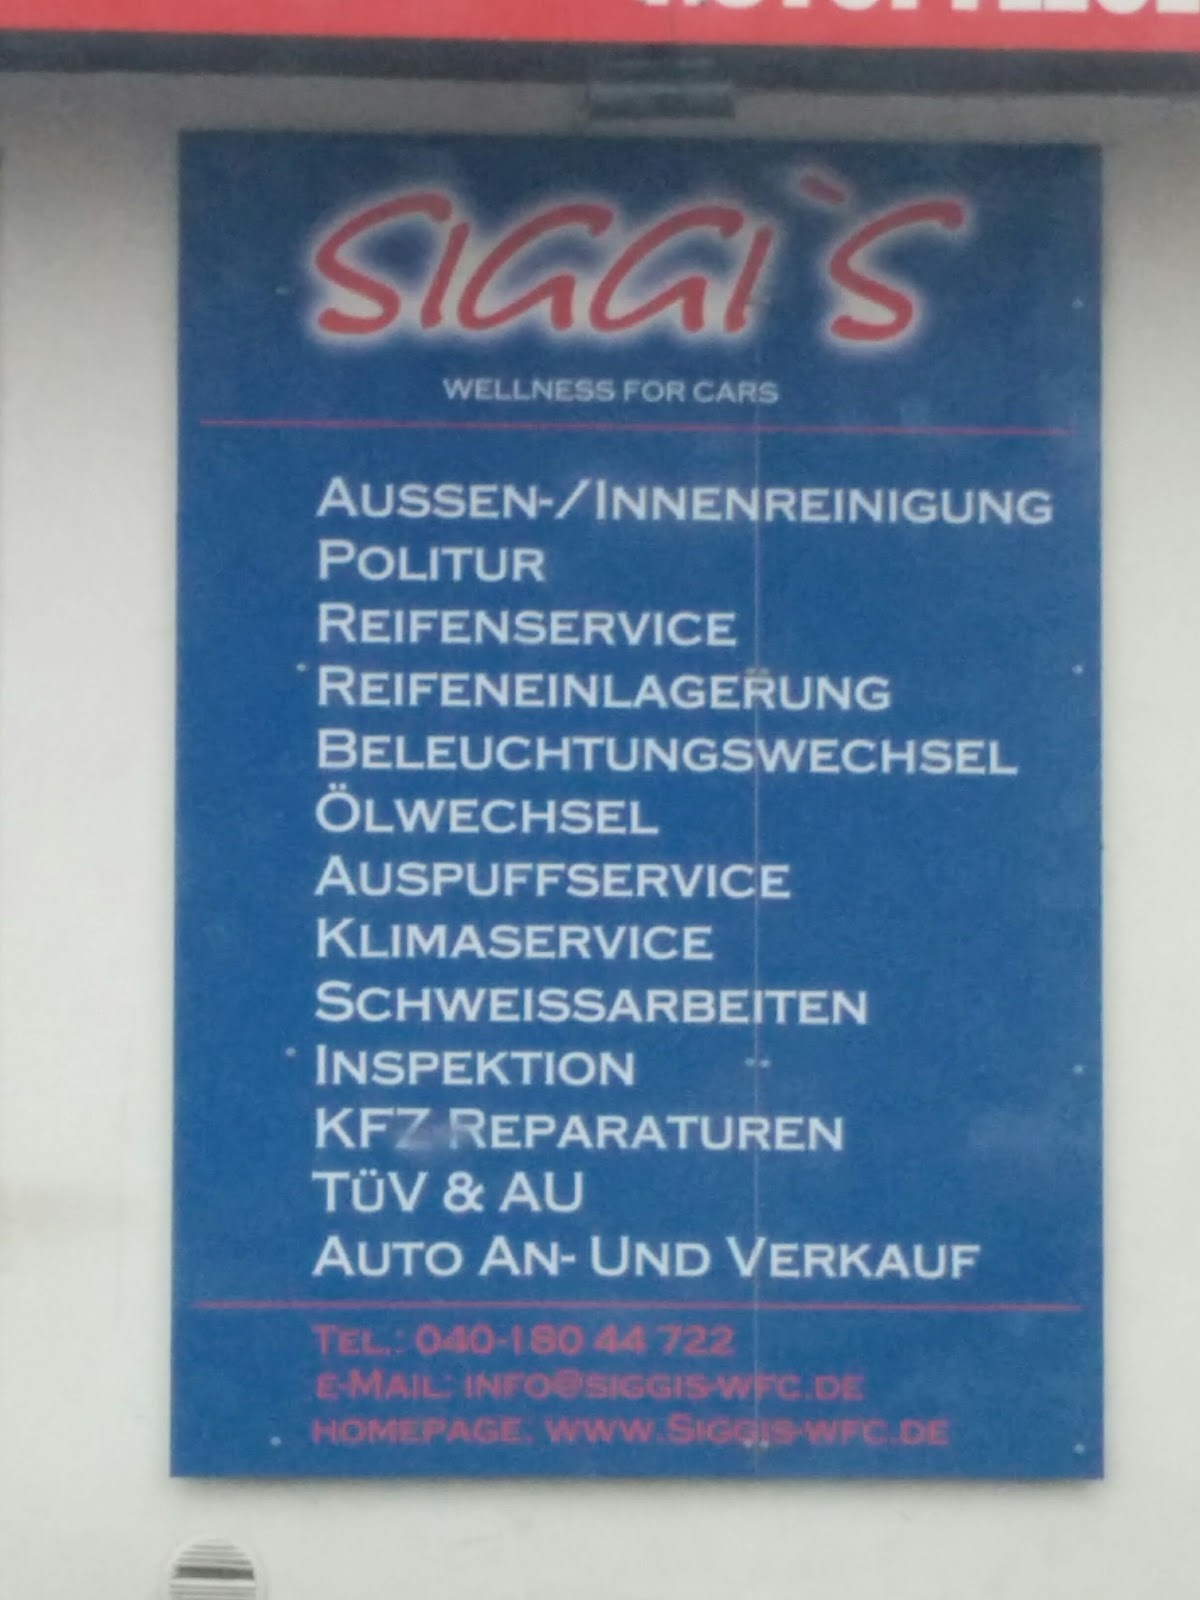 SIGGI`S
WELLNESS FOR CARS
AUSSEN-/INNENREINIGUNG
POLITUR
REIFENSERVICE
REIFENEINLAGERUNG
BELEUCHTUNGSWECHSEL
ÖLWECHSEL
AUSPUFFSERVICE
KLIMASERVICE
SCHWEISSARBEITEN
INSPEKTION
KFZ-REPARATUREN
TÜV & AU
AUTO AN- UND VERKAUF
TEL.: 040-180 44 722
E-MAIL: INFO@SIGGIS-WFC.DE
HOMEPAGE: WWW.SIGGIS-WFC.DE